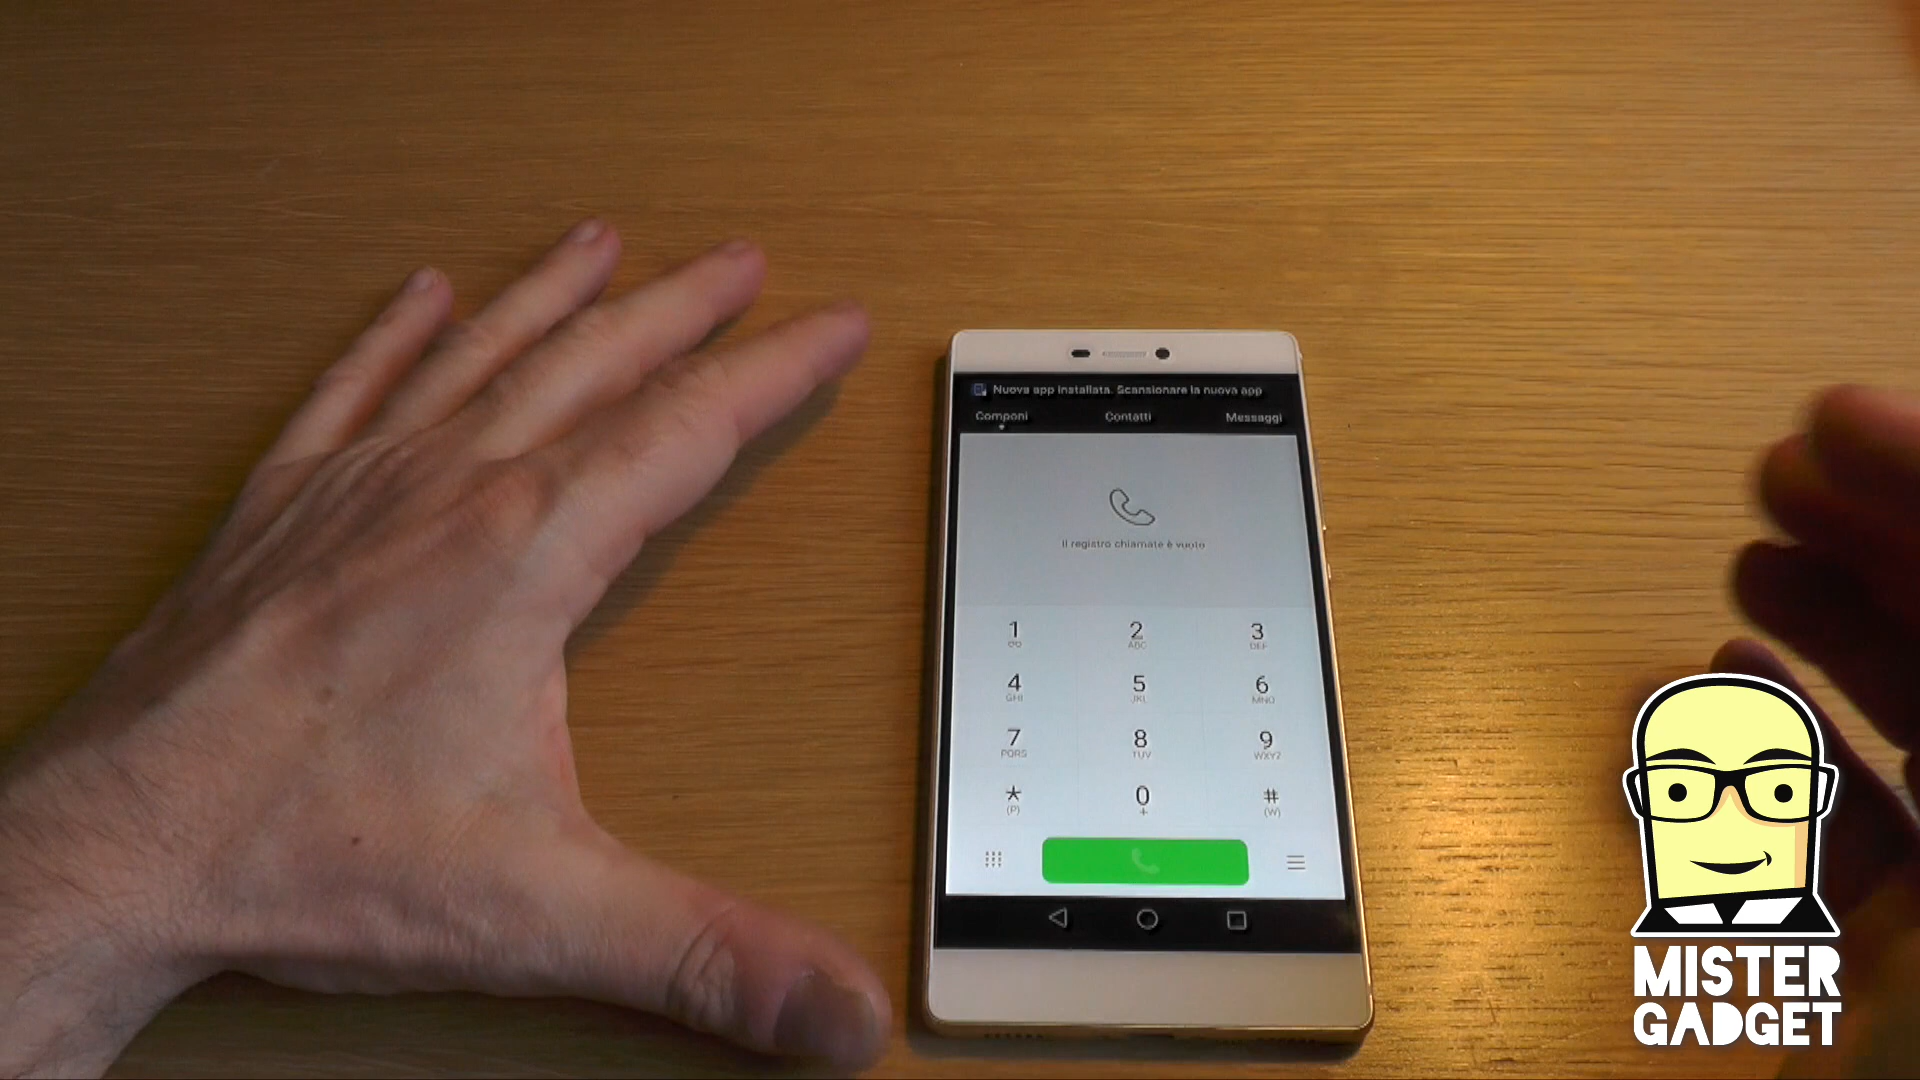 Nuova app installata. Scansionare la nuova app
Componi Contatti Messaggi
Il registro chiamate è vuoto
1 2 3
ABC DEF
4 5 6
GHI JKL MNO
7 8 9
PQRS TUV WXYZ
* 0 #
(P) + (W)
MISTER
GADGET